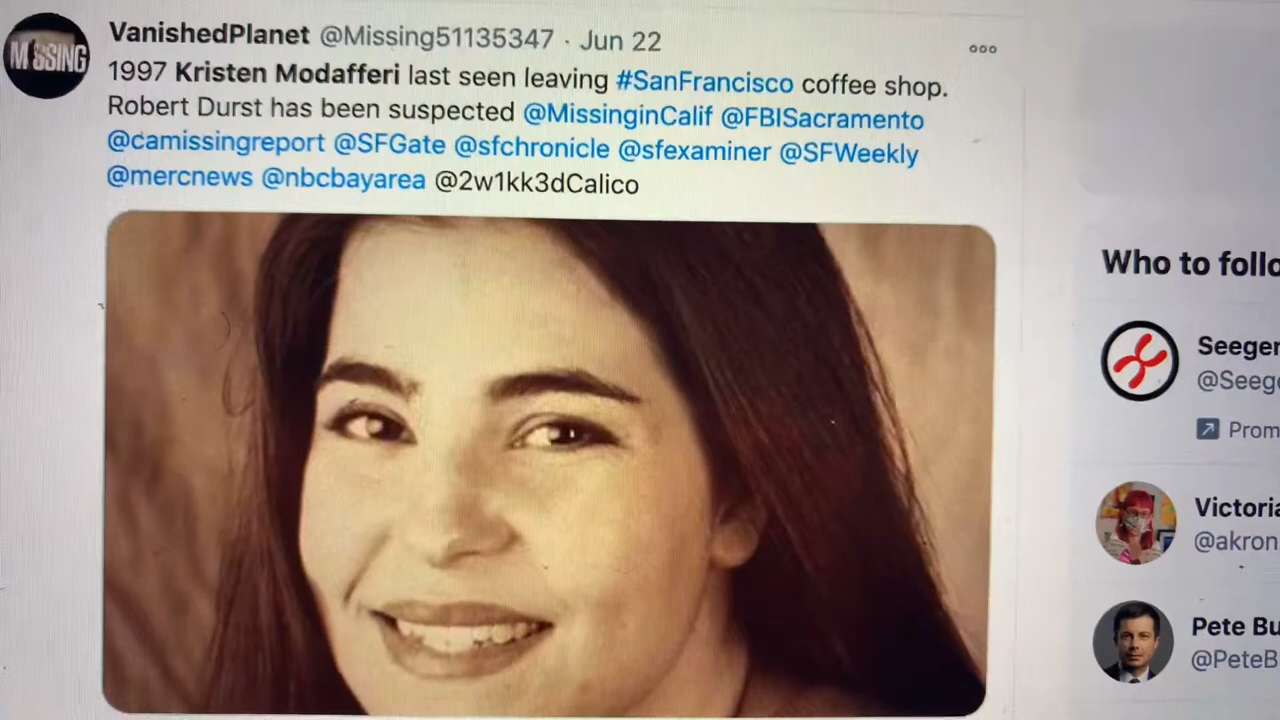 MISSING
VanishedPlanet @Missing51135347 · Jun 22
1997 Kristen Modafferi last seen leaving #SanFrancisco coffee shop.
Robert Durst has been suspected @MissinginCalif @FBISacramento
@camissingreport @SFGate @sfchronicle @sfexaminer @SFWeekly
@mercnews @nbcbayarea @2w1kk3dCalico
Who to follo
Seeger
@Seege
Prom
Victoria
@akron
Pete Bu
@PeteB